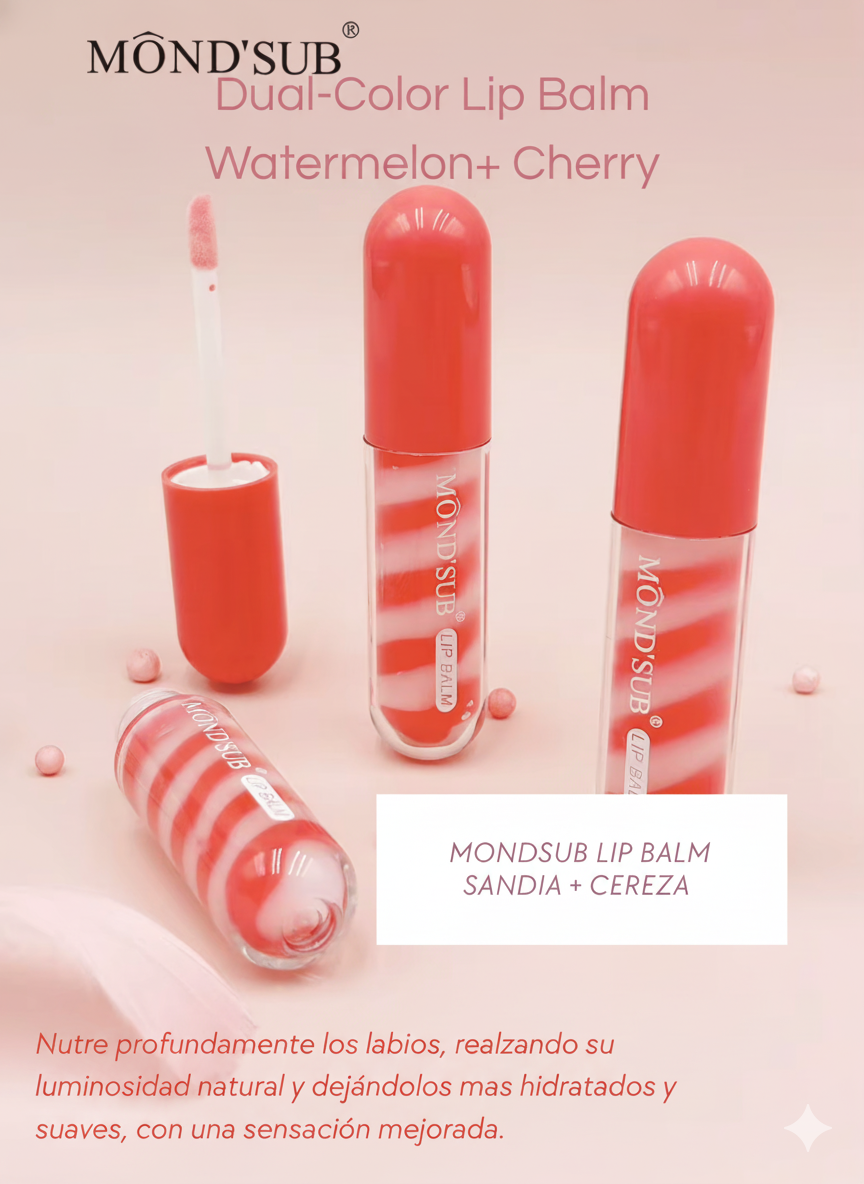 MÔND'SUB®
Dual-Color Lip Balm
Watermelon+ Cherry
MÔND'SUB®
LIP BALM
MÔND'SUB®
LIP BA
MÔND'SUB
LIP BALM
MONDSUB LIP BALM
SANDIA + CEREZA
Nutre profundamente los labios, realzando su
luminosidad natural y dejándolos mas hidratados y
suaves, con una sensación mejorada.